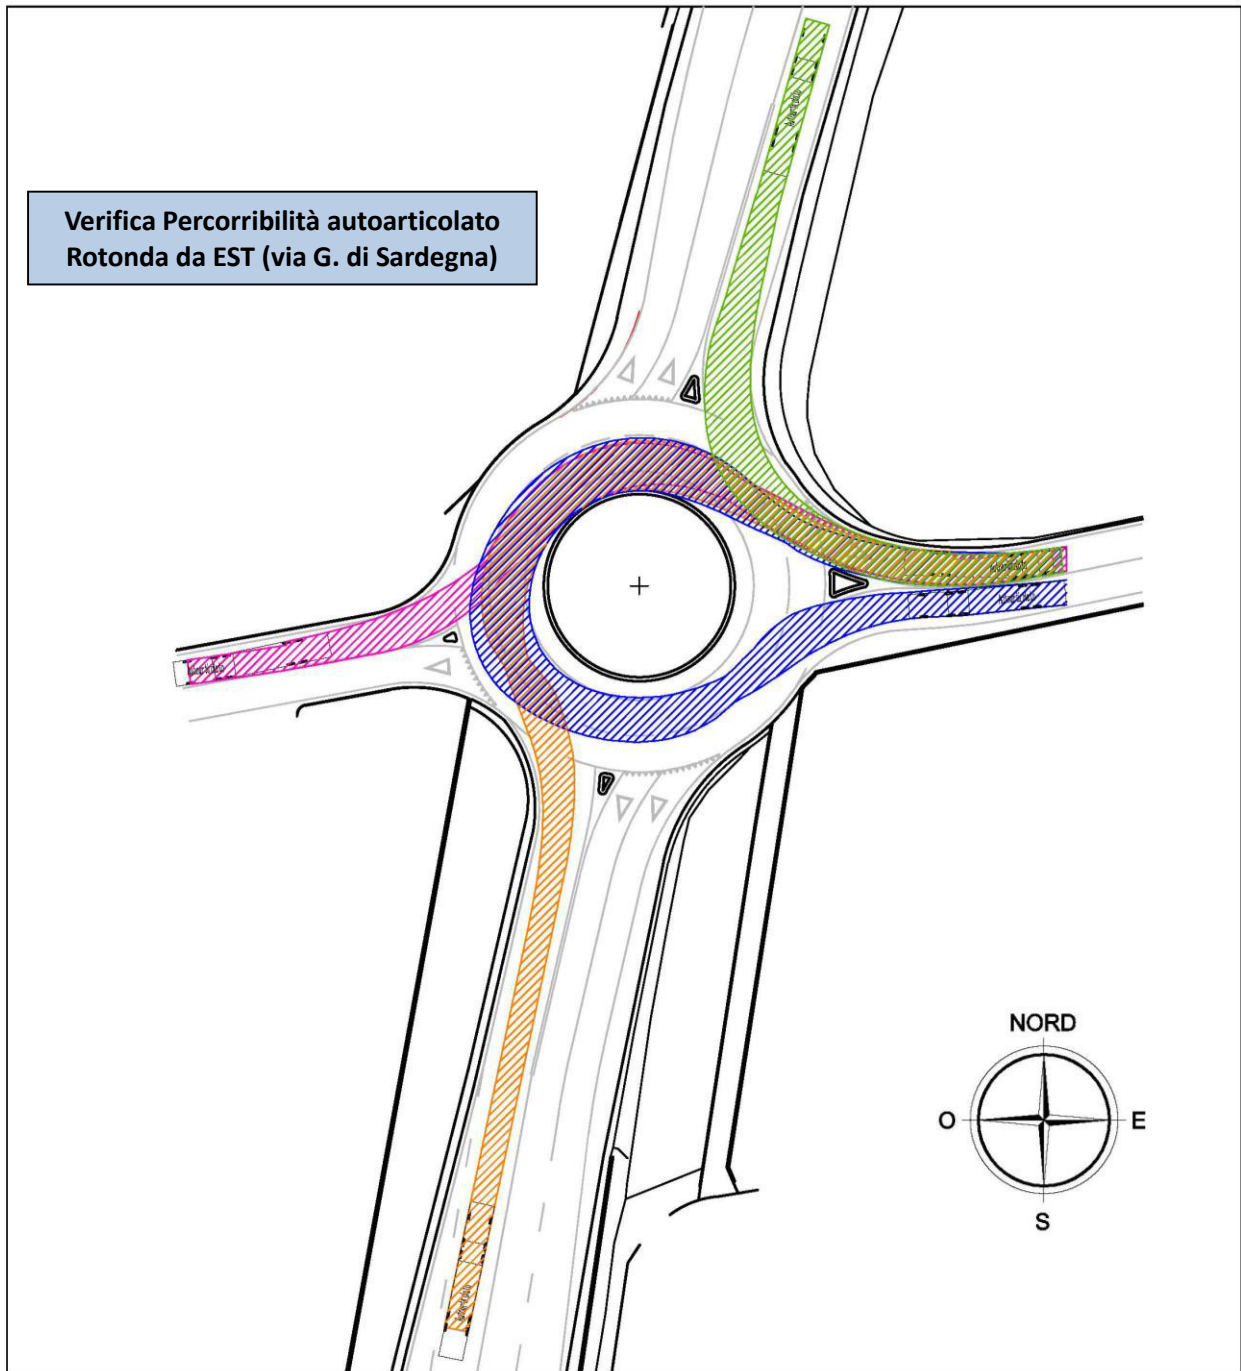 Verifica Percorribilità autoarticolato
Rotonda da EST (via G. di Sardegna)
NORD
O
E
S